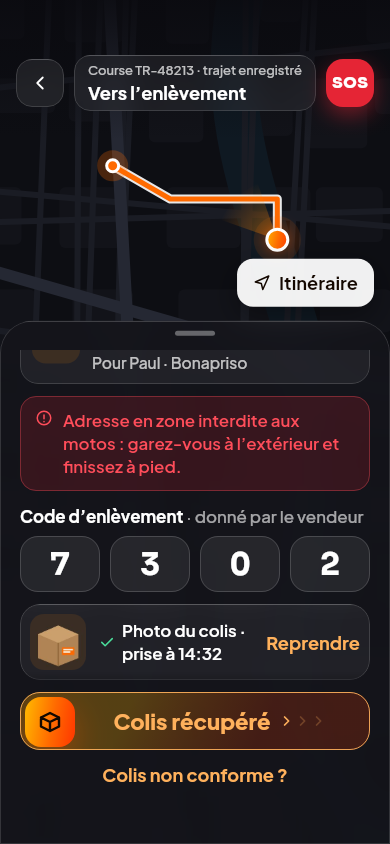 Course TR-48213 · trajet enregistré
Vers l’enlèvement
SOS
Itinéraire
Pour Paul · Bonapriso
Adresse en zone interdite aux
motos : garez-vous à l’extérieur et
finissez à pied.
Code d’enlèvement · donné par le vendeur
7 3 0 2
Photo du colis ·
prise à 14:32
Reprendre
Colis récupéré
Colis non conforme ?